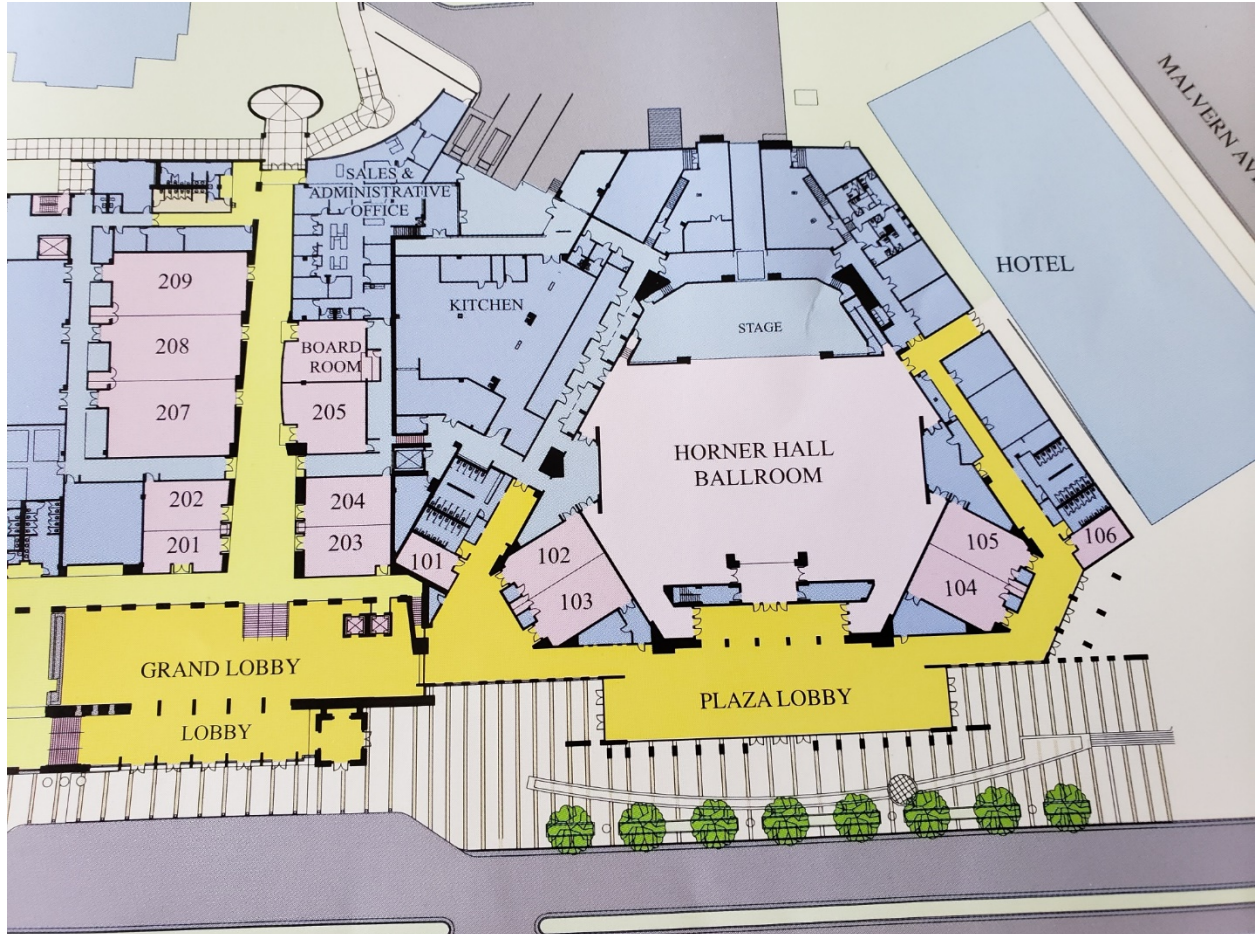 MALVERN AV
SALES &
ADMINISTRATIVE
OFFICE
HOTEL
209
KITCHEN
STAGE
208
BOARD
ROOM
207
205
HORNER HALL
BALLROOM
202
204
201
203
101
102
103
105
104
106
GRAND LOBBY
LOBBY
PLAZA LOBBY